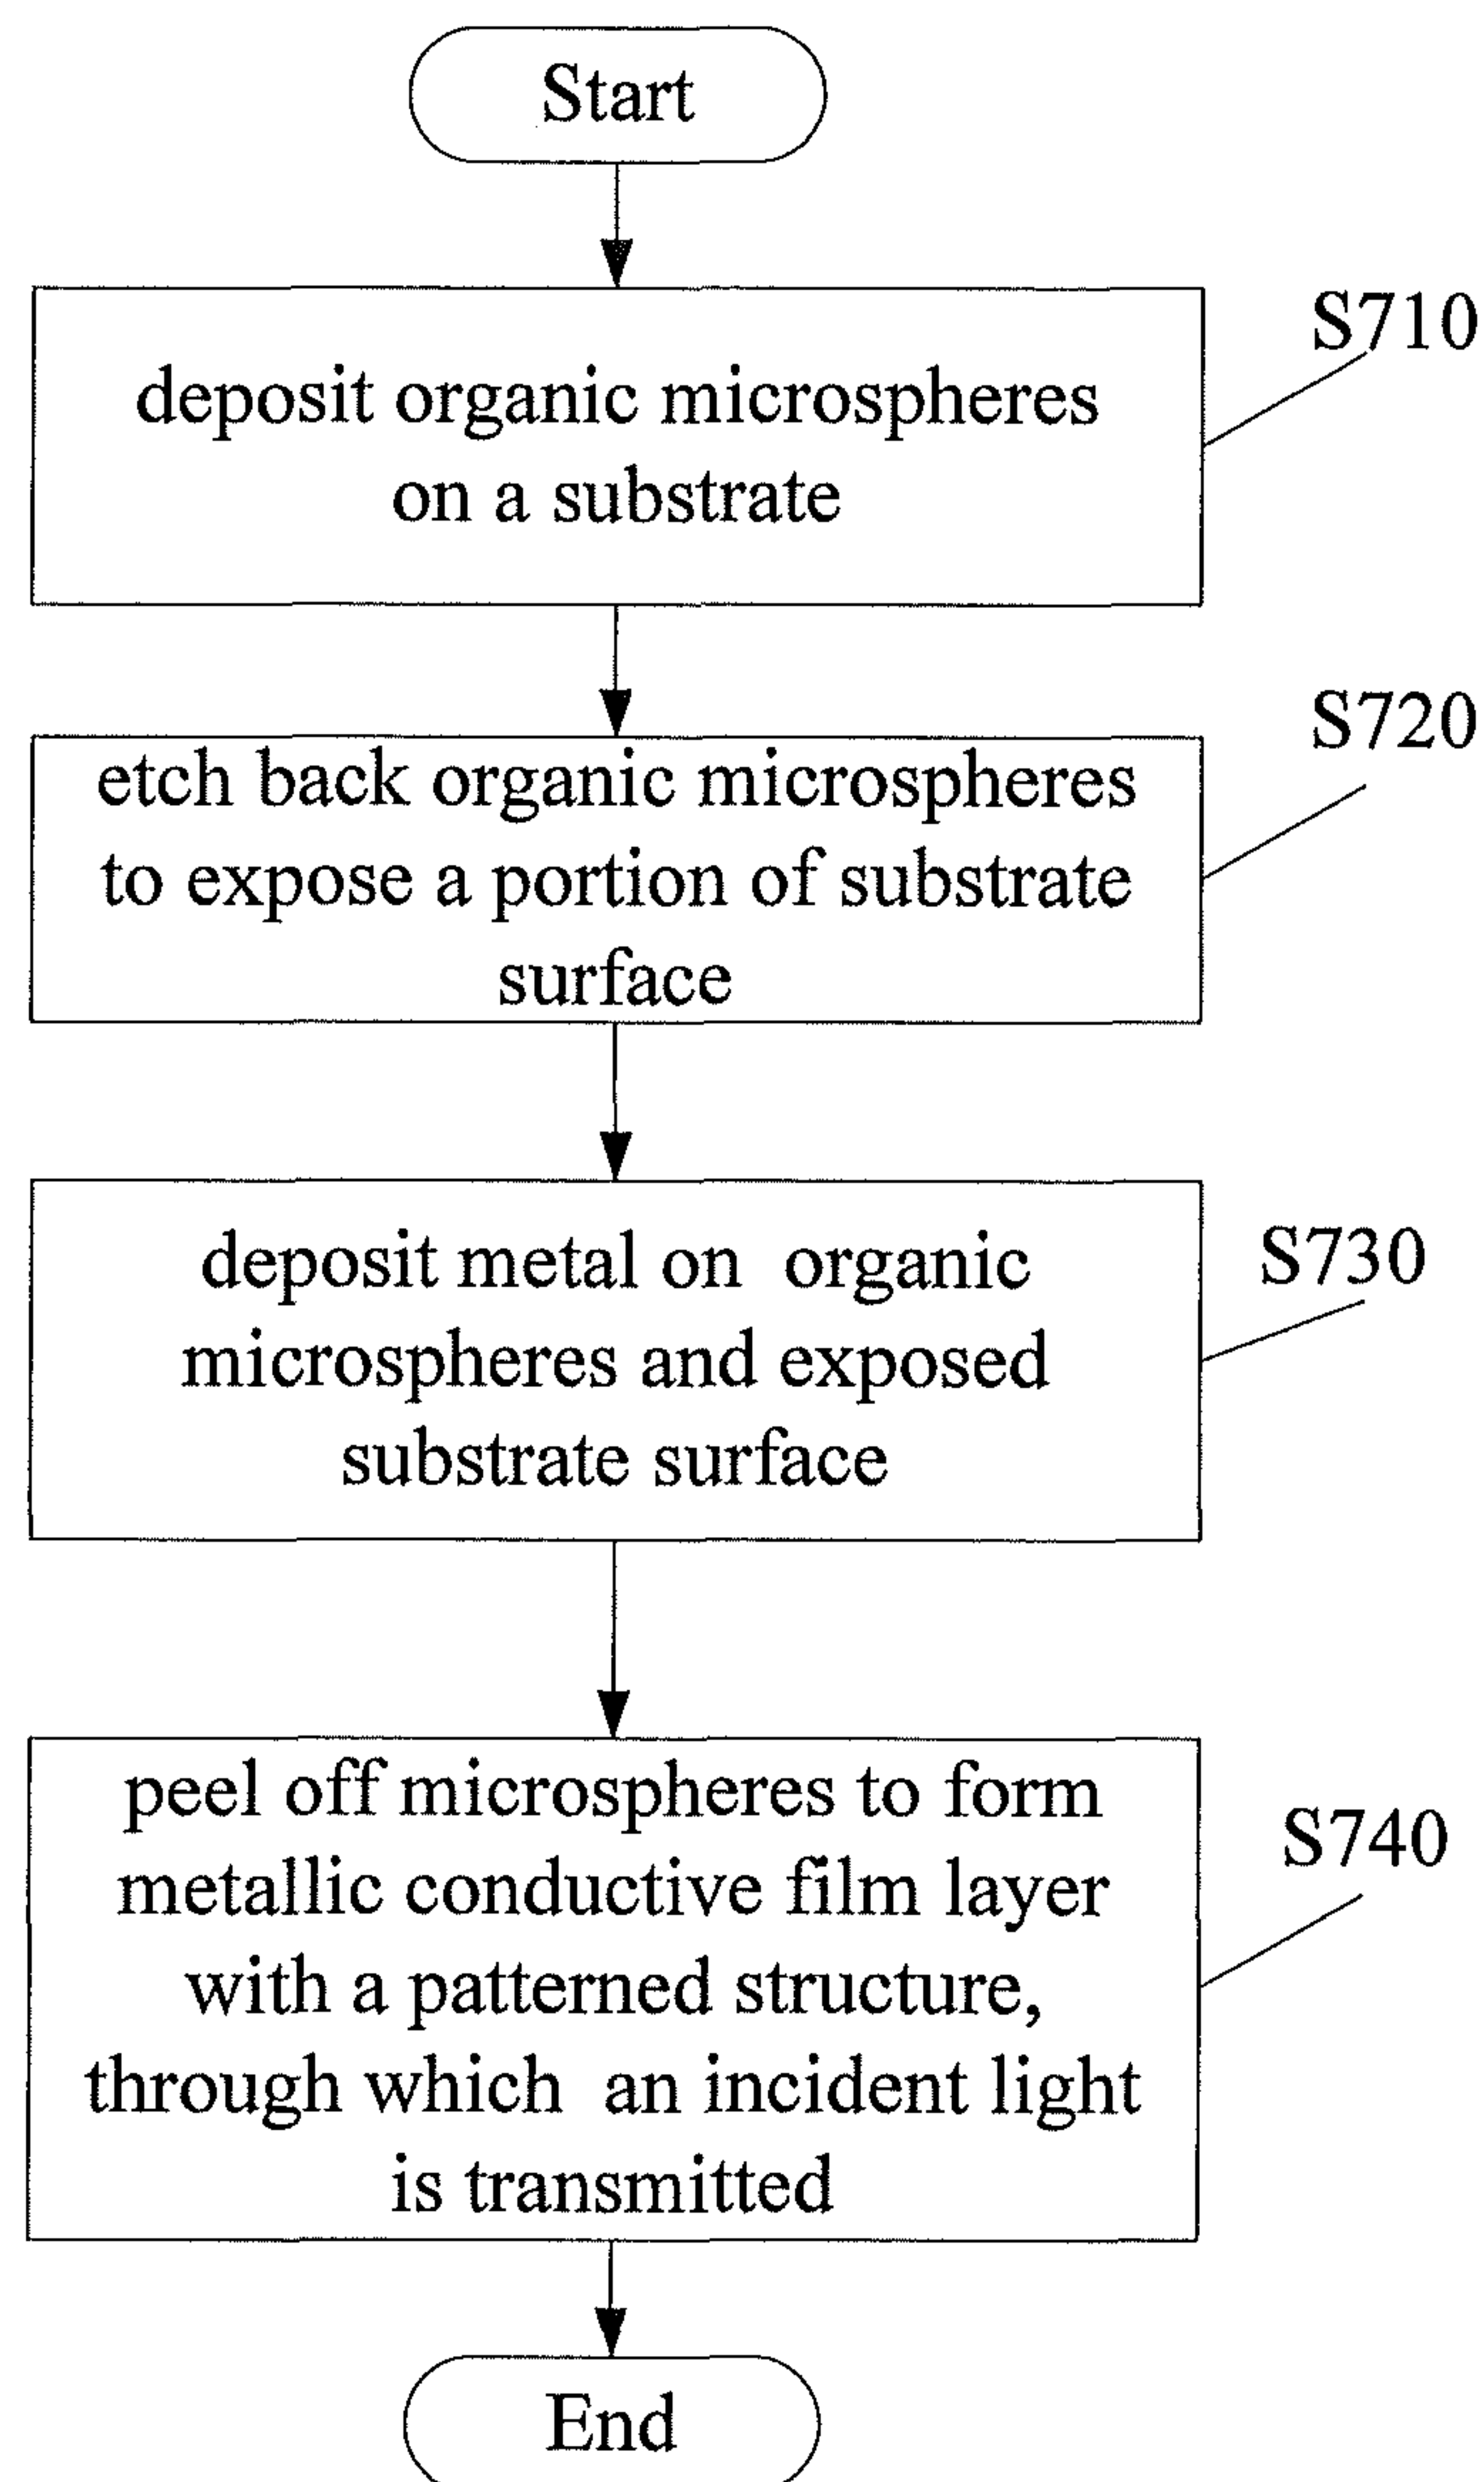 Start
S710
deposit organic microspheres
on a substrate
S720
etch back organic microspheres
to expose a portion of substrate
surface
S730
deposit metal on organic
microspheres and exposed
substrate surface
S740
peel off microspheres to form
metallic conductive film layer
with a patterned structure,
through which an incident light
is transmitted
End